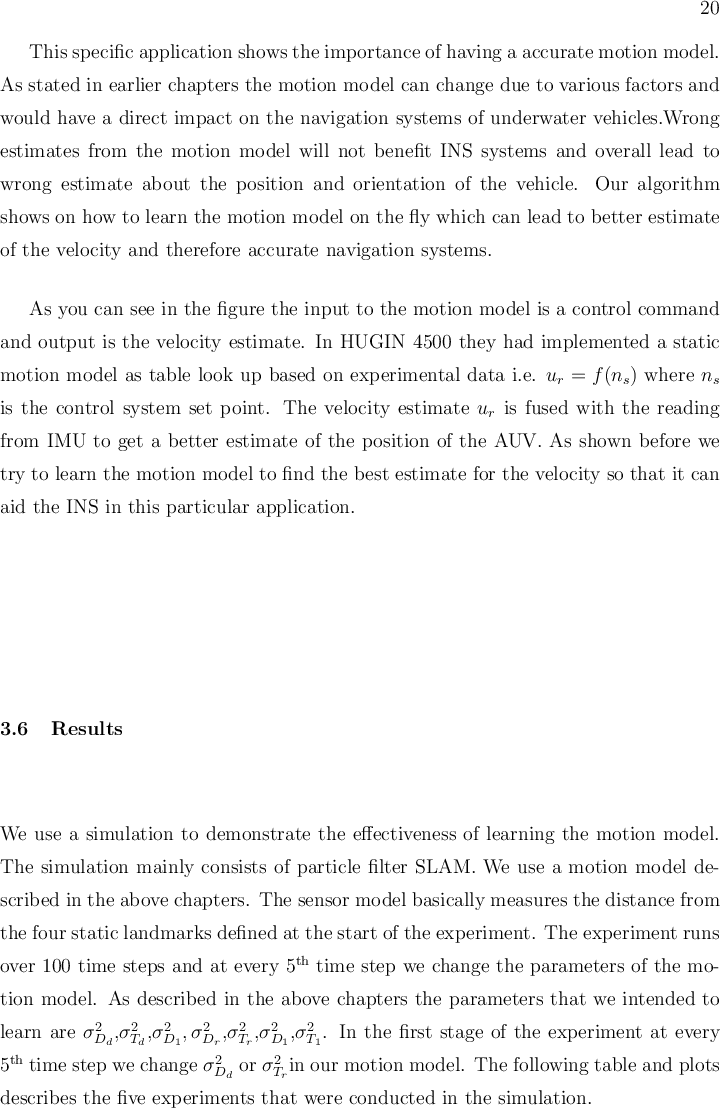 20
This specific application shows the importance of having a accurate motion model.
As stated in earlier chapters the motion model can change due to various factors and
would have a direct impact on the navigation systems of underwater vehicles.Wrong
estimates from the motion model will not benefit INS systems and overall lead to
wrong estimate about the position and orientation of the vehicle. Our algorithm
shows on how to learn the motion model on the fly which can lead to better estimate
of the velocity and therefore accurate navigation systems.
As you can see in the figure the input to the motion model is a control command
and output is the velocity estimate. In HUGIN 4500 they had implemented a static
motion model as table look up based on experimental data i.e. $u_r = f(n_s)$ where $n_s$
is the control system set point. The velocity estimate $u_r$ is fused with the reading
from IMU to get a better estimate of the position of the AUV. As shown before we
try to learn the motion model to find the best estimate for the velocity so that it can
aid the INS in this particular application.
3.6 Results
We use a simulation to demonstrate the effectiveness of learning the motion model.
The simulation mainly consists of particle filter SLAM. We use a motion model de-
scribed in the above chapters. The sensor model basically measures the distance from
the four static landmarks defined at the start of the experiment. The experiment runs
over 100 time steps and at every 5$^{th}$ time step we change the parameters of the mo-
tion model. As described in the above chapters the parameters that we intended to
learn are $\sigma^2_{D_d}$,$\sigma^2_{T_d}$,$\sigma^2_{D_1}$, $\sigma^2_{D_r}$,$\sigma^2_{T_r}$,$\sigma^2_{D_1}$,$\sigma^2_{T_1}$. In the first stage of the experiment at every
5$^{th}$ time step we change $\sigma^2_{D_d}$ or $\sigma^2_{T_r}$in our motion model. The following table and plots
describes the five experiments that were conducted in the simulation.